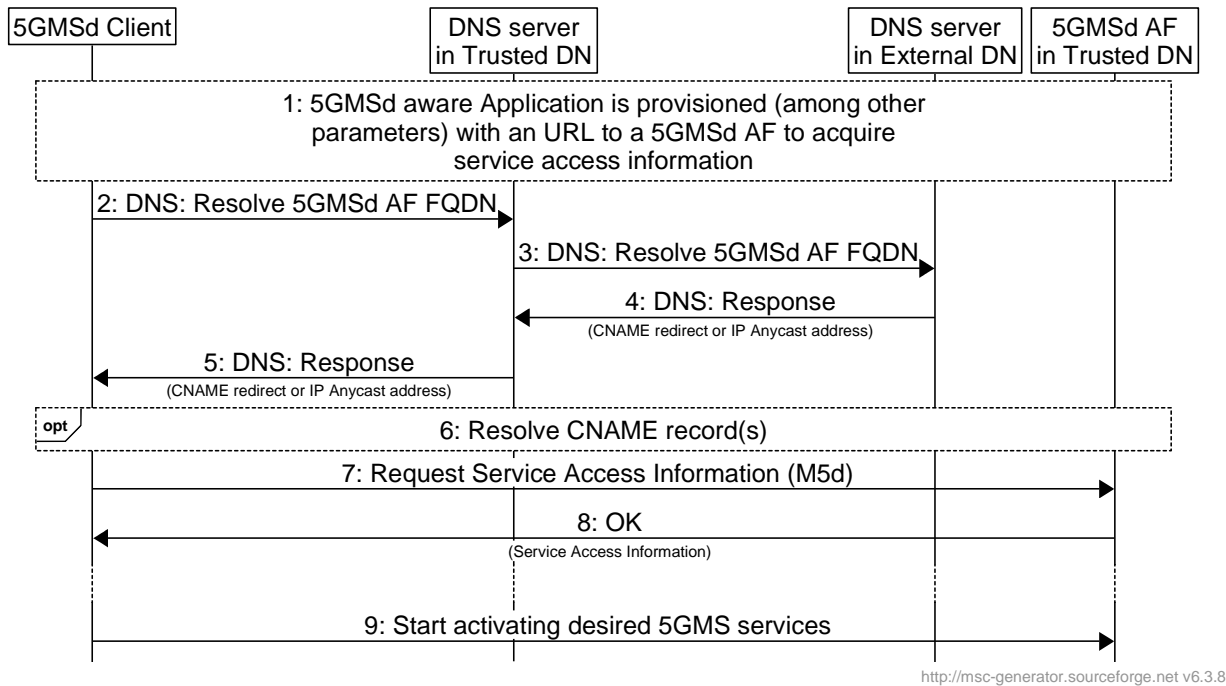 5GMSd Client
DNS server
in Trusted DN
DNS server
in External DN
5GMSd AF
in Trusted DN
1: 5GMSd aware Application is provisioned (among other
parameters) with an URL to a 5GMSd AF to acquire
service access information
2: DNS: Resolve 5GMSd AF FQDN
3: DNS: Resolve 5GMSd AF FQDN
4: DNS: Response
(CNAME redirect or IP Anycast address)
5: DNS: Response
(CNAME redirect or IP Anycast address)
opt
6: Resolve CNAME record(s)
7: Request Service Access Information (M5d)
8: OK
(Service Access Information)
9: Start activating desired 5GMS services
http://msc-generator.sourceforge.net v6.3.8